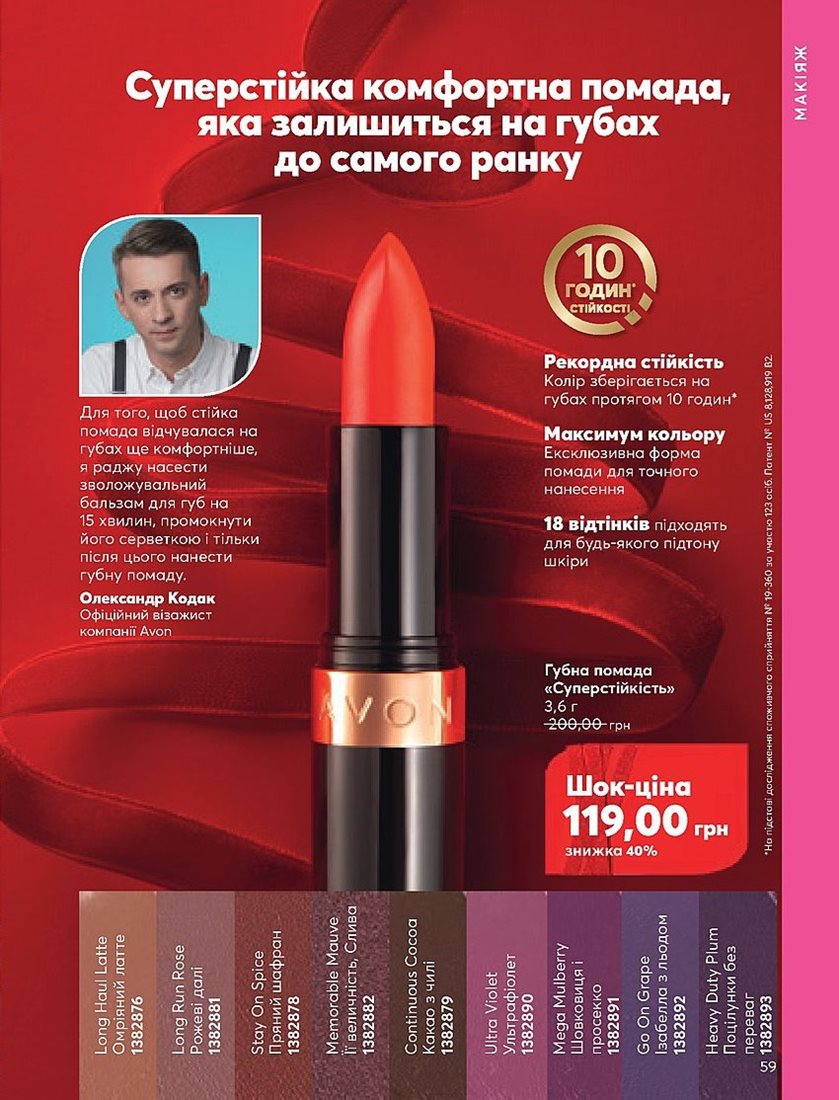 МАКІЯЖ
Суперстійка комфортна помада,
яка залишиться на губах
до самого ранку
10
ГОДИН*
СТІЙКОСТІ
Для того, щоб стійка
помада відчувалася на
губах ще комфортніше,
я раджу насести
зволожувальний
бальзам для губ на
15 хвилин, промокнути
його серветкою і тільки
після цього нанести
губну помаду.
Олександр Кодак
Офіційний візажист
компанії Avon
Рекордна стійкість
Колір зберігається на
губах протягом 10 годин*
Максимум кольору
Ексклюзивна форма
помади для точного
нанесення
18 відтінків підходять
для будь-якого підтону
шкіри
AVON
Губна помада
«Суперстійкість»
3,6 г
200,00 грн
Шок-ціна
119,00 грн
знижка 40%
*На підстові дослідження споживчого сприйняття № 19-360 за участю 123 осіб. Патент № US 8,128,919 B2.
Long Haul Latte
Омріяний латте
1382876
Long Run Rose
Рожеві далі
1382881
Stay On Spice
Пряний шафран
1382878
Memorable Mauve
Її величність, Слива
1382882
Continuous Cocoa
Какао з чилі
1382879
Ultra Violet
Ультрафіолет
1382890
Mega Mulberry
Шовковиця і
просекко
1382891
Go On Grape
Ізабелла з льодом
1382892
Heavy Duty Plum
Поцілунки без
переваг
1382893
59